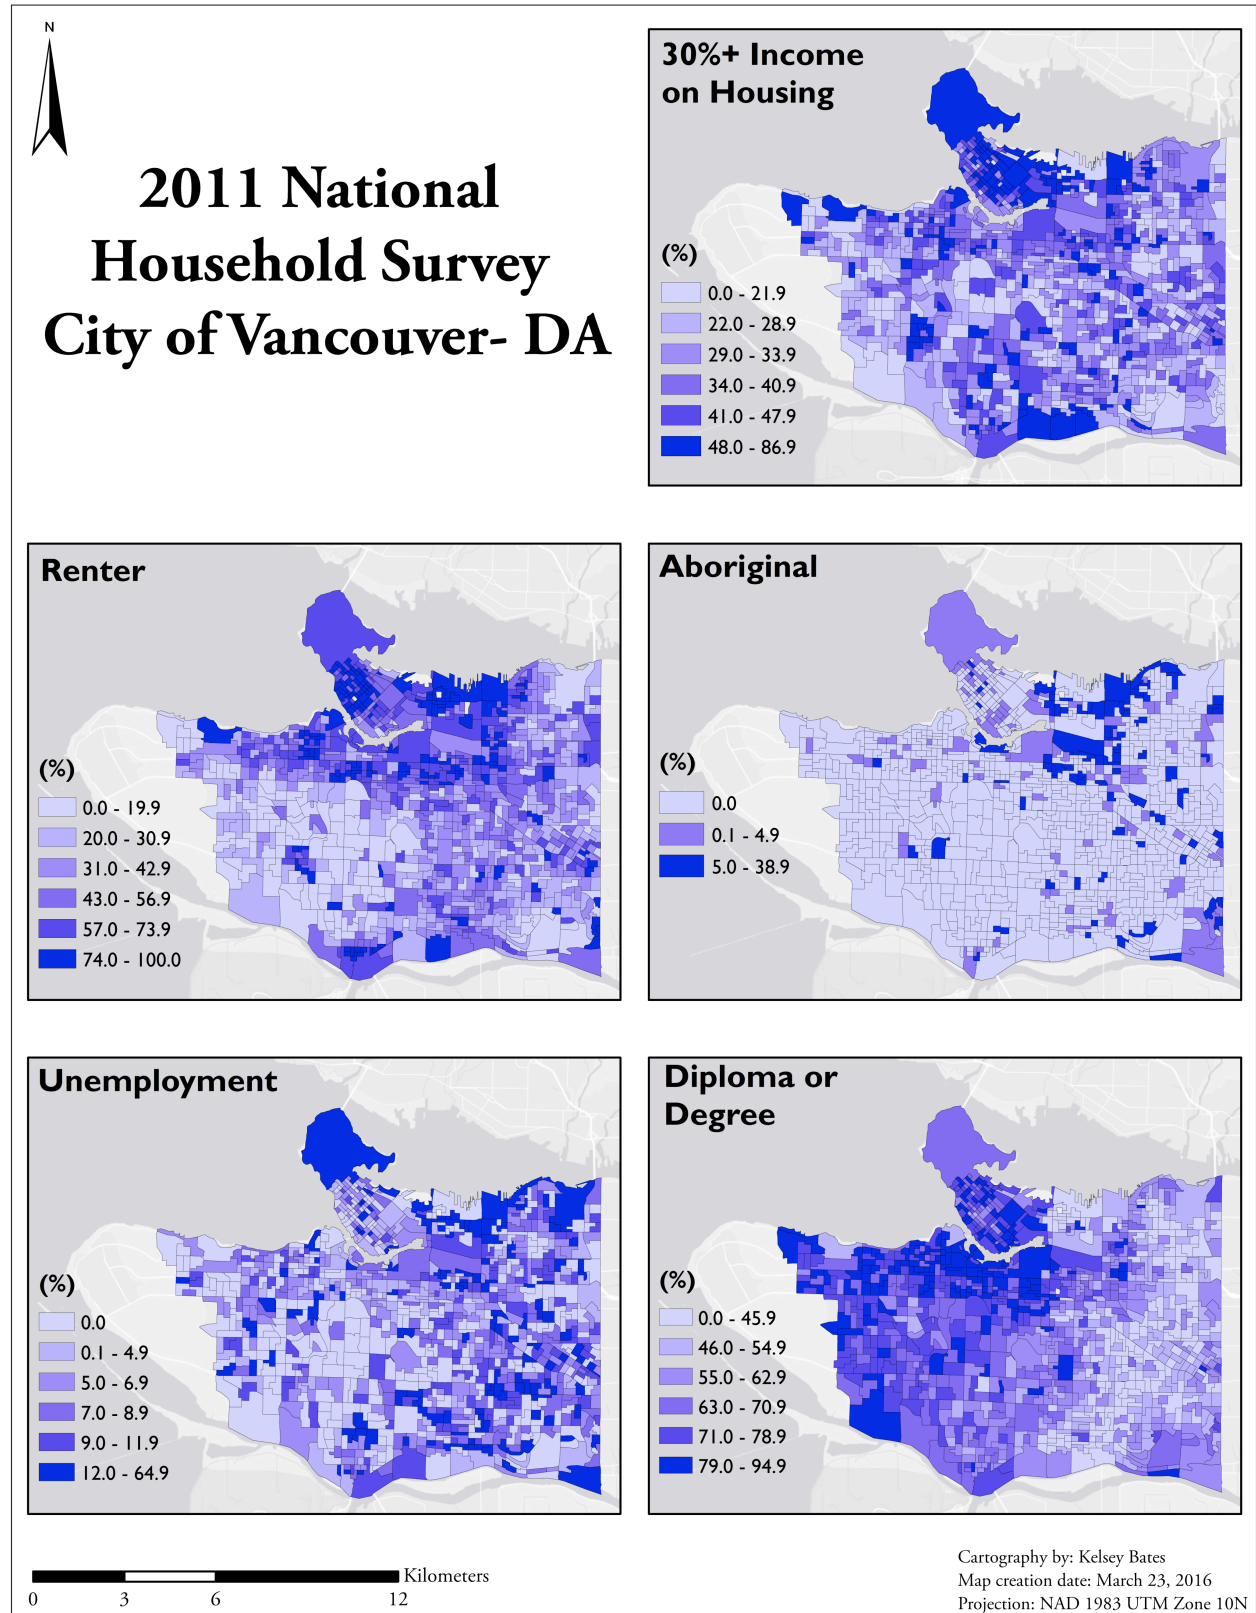 N
2011 National
Household Survey
City of Vancouver- DA
30%+ Income
on Housing
(%)
0.0 - 21.9
22.0 - 28.9
29.0 - 33.9
34.0 - 40.9
41.0 - 47.9
48.0 - 86.9
Renter
(%)
0.0 - 19.9
20.0 - 30.9
31.0 - 42.9
43.0 - 56.9
57.0 - 73.9
74.0 - 100.0
Aboriginal
(%)
0.0
0.1 - 4.9
5.0 - 38.9
Unemployment
(%)
0.0
0.1 - 4.9
5.0 - 6.9
7.0 - 8.9
9.0 - 11.9
12.0 - 64.9
Diploma or
Degree
(%)
0.0 - 45.9
46.0 - 54.9
55.0 - 62.9
63.0 - 70.9
71.0 - 78.9
79.0 - 94.9
Kilometers
0 3 6 12
Cartography by: Kelsey Bates
Map creation date: March 23, 2016
Projection: NAD 1983 UTM Zone 10N